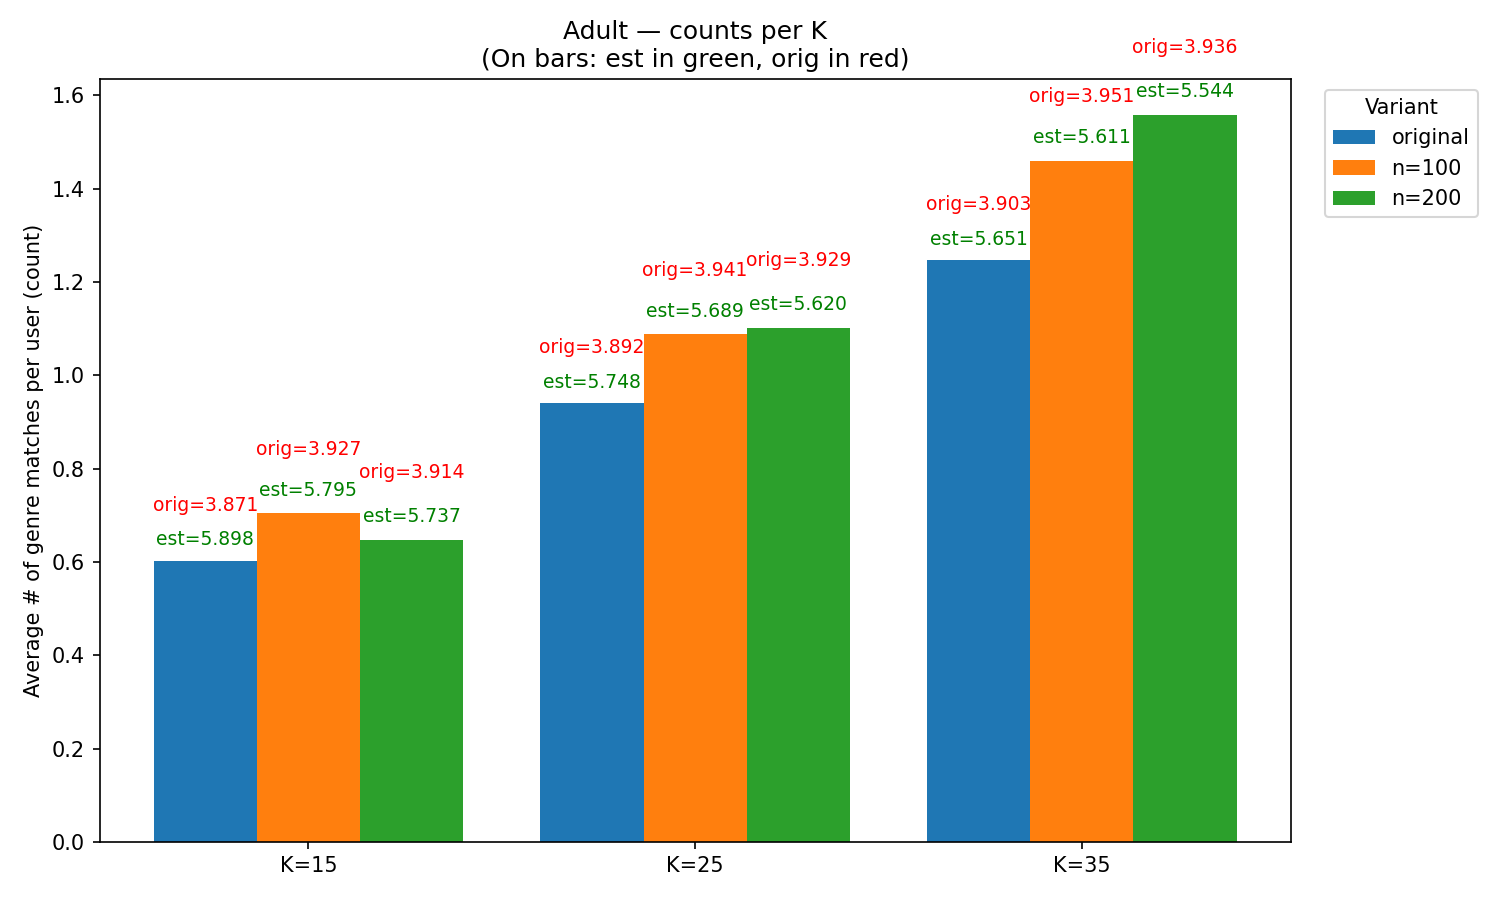 Adult — counts per K
(On bars: est in green, orig in red)
Average # of genre matches per user (count)
1.6
1.4
1.2
1.0
0.8
0.6
0.4
0.2
0.0
orig=3.871
est=5.898
orig=3.927
est=5.795
orig=3.914
est=5.737
orig=3.892
est=5.748
orig=3.941
est=5.689
orig=3.929
est=5.620
orig=3.903
est=5.651
orig=3.951
est=5.611
orig=3.936
est=5.544
K=15
K=25
K=35
Variant
original
n=100
n=200